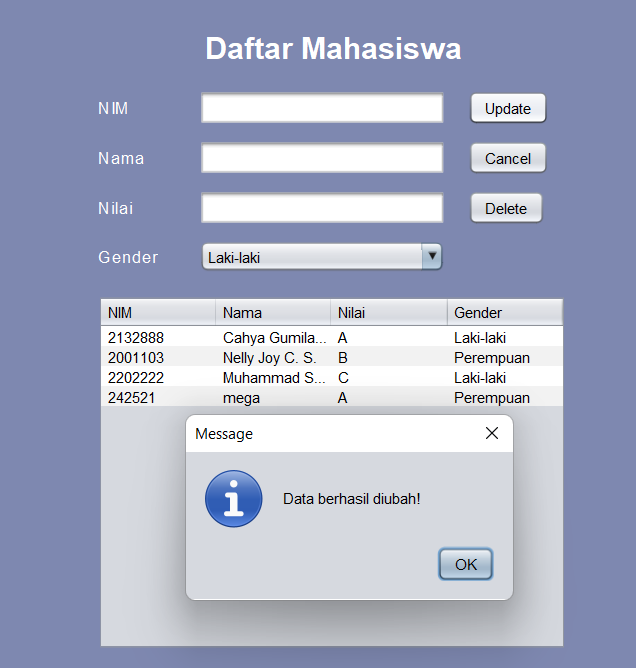 Daftar Mahasiswa
NIM Update
Nama Cancel
Nilai Delete
Gender Laki-laki
NIM Nama Nilai Gender
2132888 Cahya Gumila... A Laki-laki
2001103 Nelly Joy C. S. B Perempuan
2202222 Muhammad S... C Laki-laki
242521 mega A Perempuan
Message
Data berhasil diubah!
OK